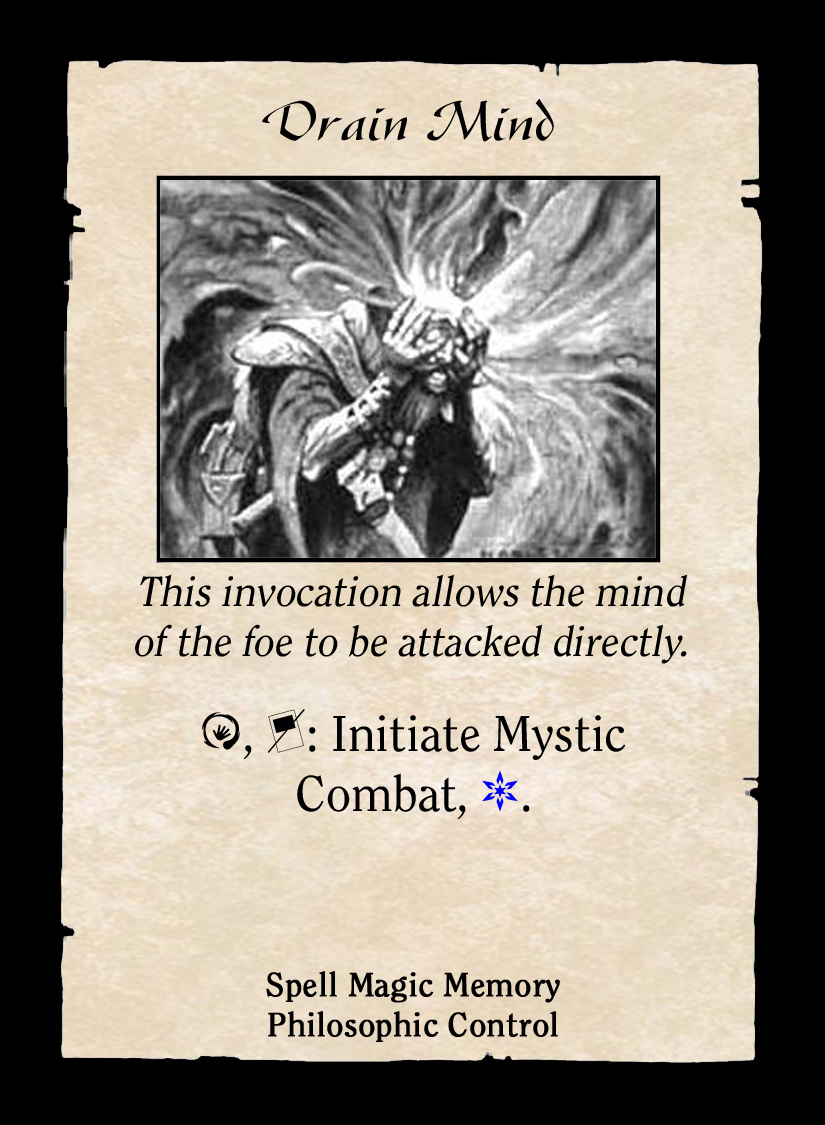 Drain Mind
This invocation allows the mind
of the foe to be attacked directly.
, : Initiate Mystic
Combat, .
Spell Magic Memory
Philosophic Control